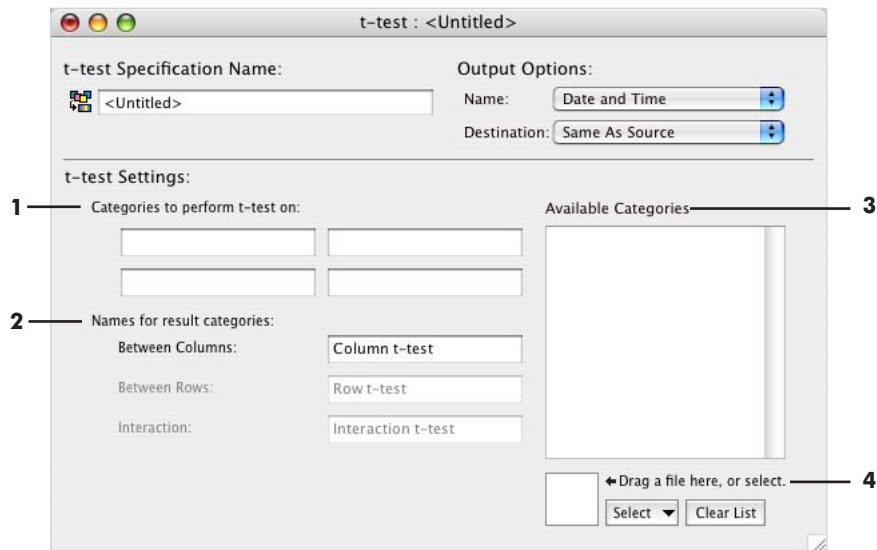 t-test : <Untitled>
t-test Specification Name:
<Untitled>
Output Options:
Name: Date and Time
Destination: Same As Source
t-test Settings:
1 Categories to perform t-test on:
Available Categories 3
2 Names for result categories:
Between Columns: Column t-test
Between Rows: Row t-test
Interaction: Interaction t-test
Drag a file here, or select. 4
Select Clear List